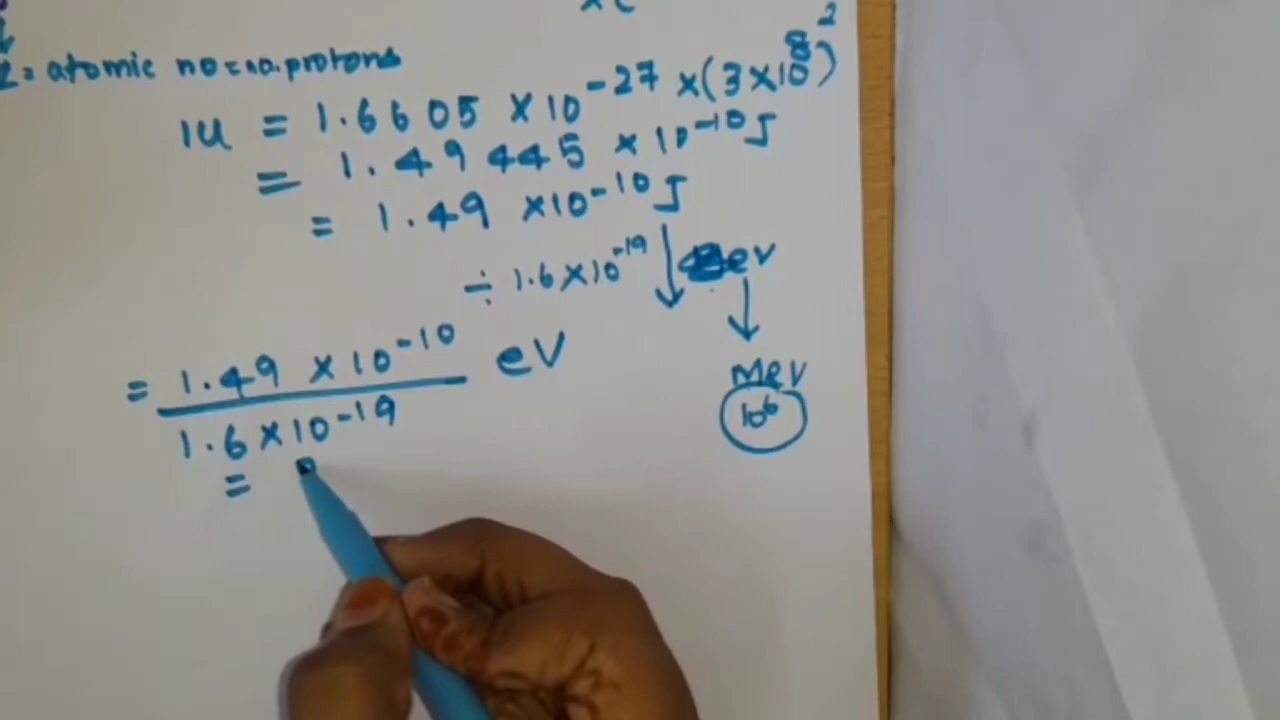 Z = atomic no = no. protons
1u = 1.6605 × 10⁻²⁷ × (3×10⁸)²
= 1.49445 × 10⁻¹⁰ J
= 1.49 × 10⁻¹⁰ J
÷ 1.6 × 10⁻¹⁹ ↓ ev
↓
= 1.49 × 10⁻¹⁰ / 1.6 × 10⁻¹⁹ eV
Mev
10⁶
=